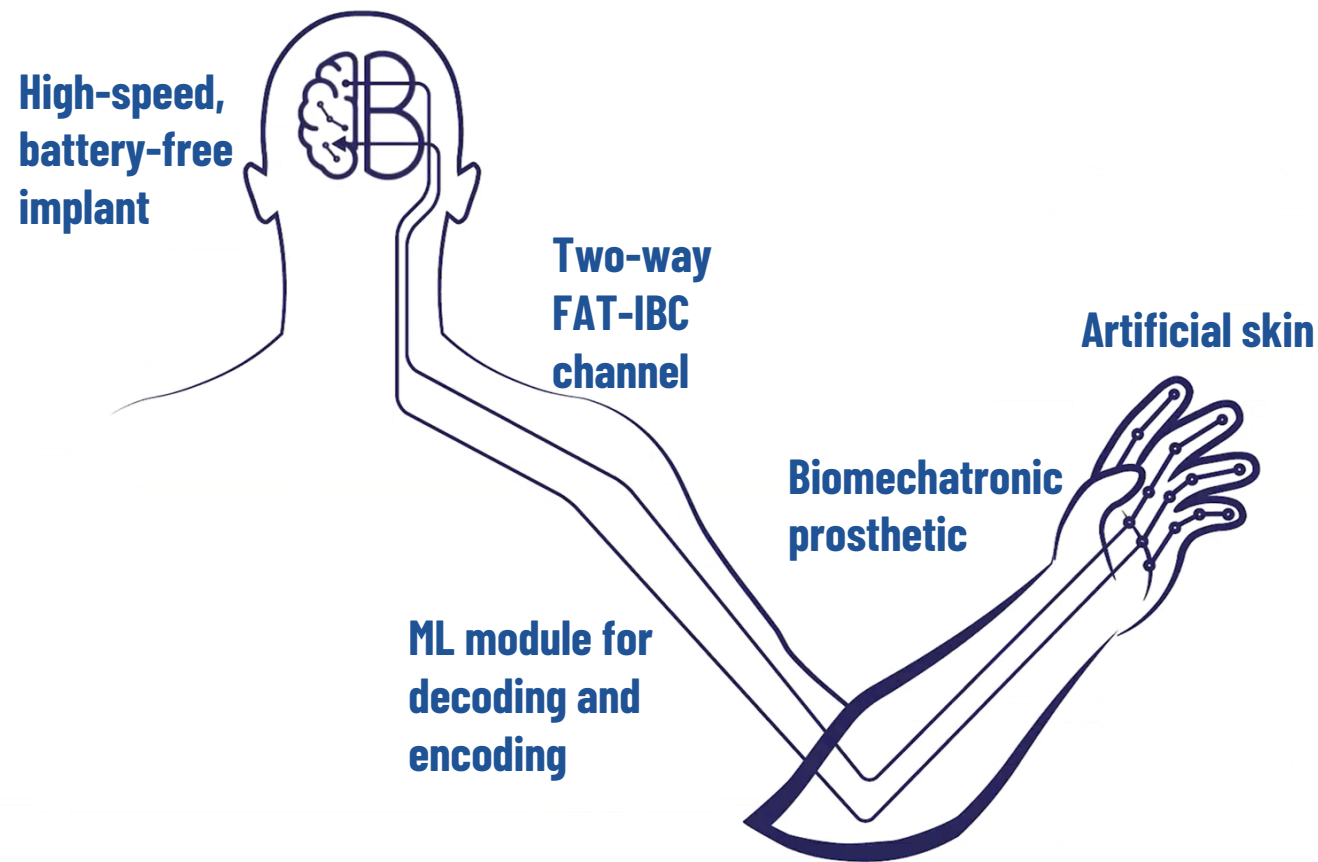 High-speed,
battery-free
implant
Two-way
FAT-IBC
channel
Artificial skin
Biomechatronic
prosthetic
ML module for
decoding and
encoding